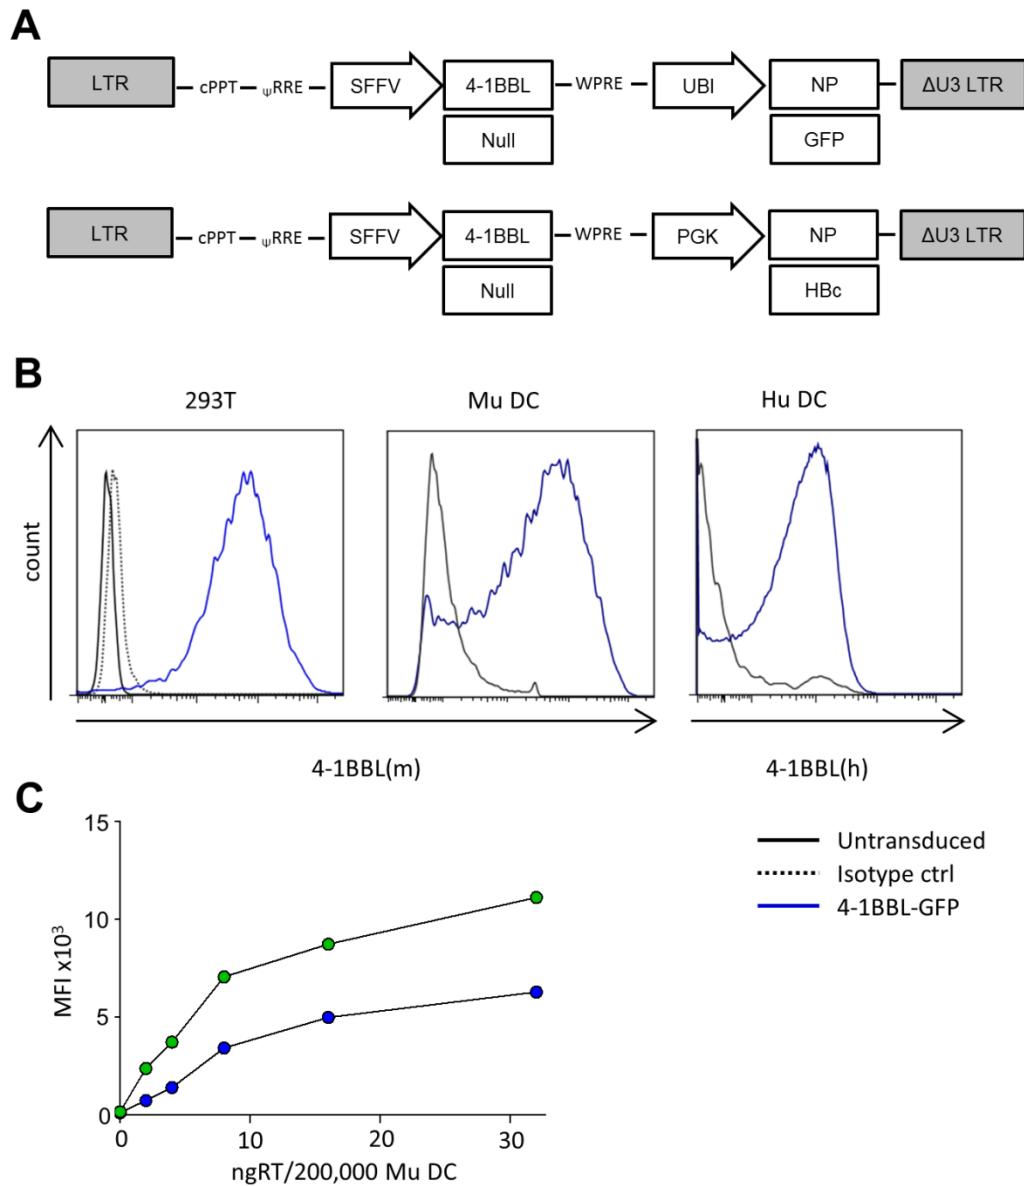 A
LTR cPPT ψRRE SFFV 4-1BBL WPRE UBI NP ΔU3 LTR
Null GFP
LTR cPPT ψRRE SFFV 4-1BBL WPRE PGK NP ΔU3 LTR
Null HBc
B
293T Mu DC Hu DC
count
4-1BBL(m) 4-1BBL(h)
C
15
10
5
0
MFI x10³
0 10 20 30
ngRT/200,000 Mu DC
Untransduced
Isotype ctrl
4-1BBL-GFP